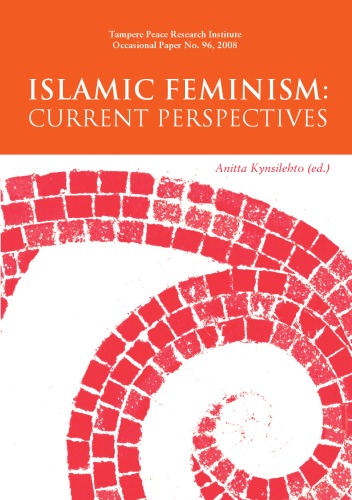 Tampere Peace Research Institute
Occasional Paper No. 96, 2008
ISLAMIC FEMINISM:
CURRENT PERSPECTIVES
Anitta Kynsilehto (ed.)